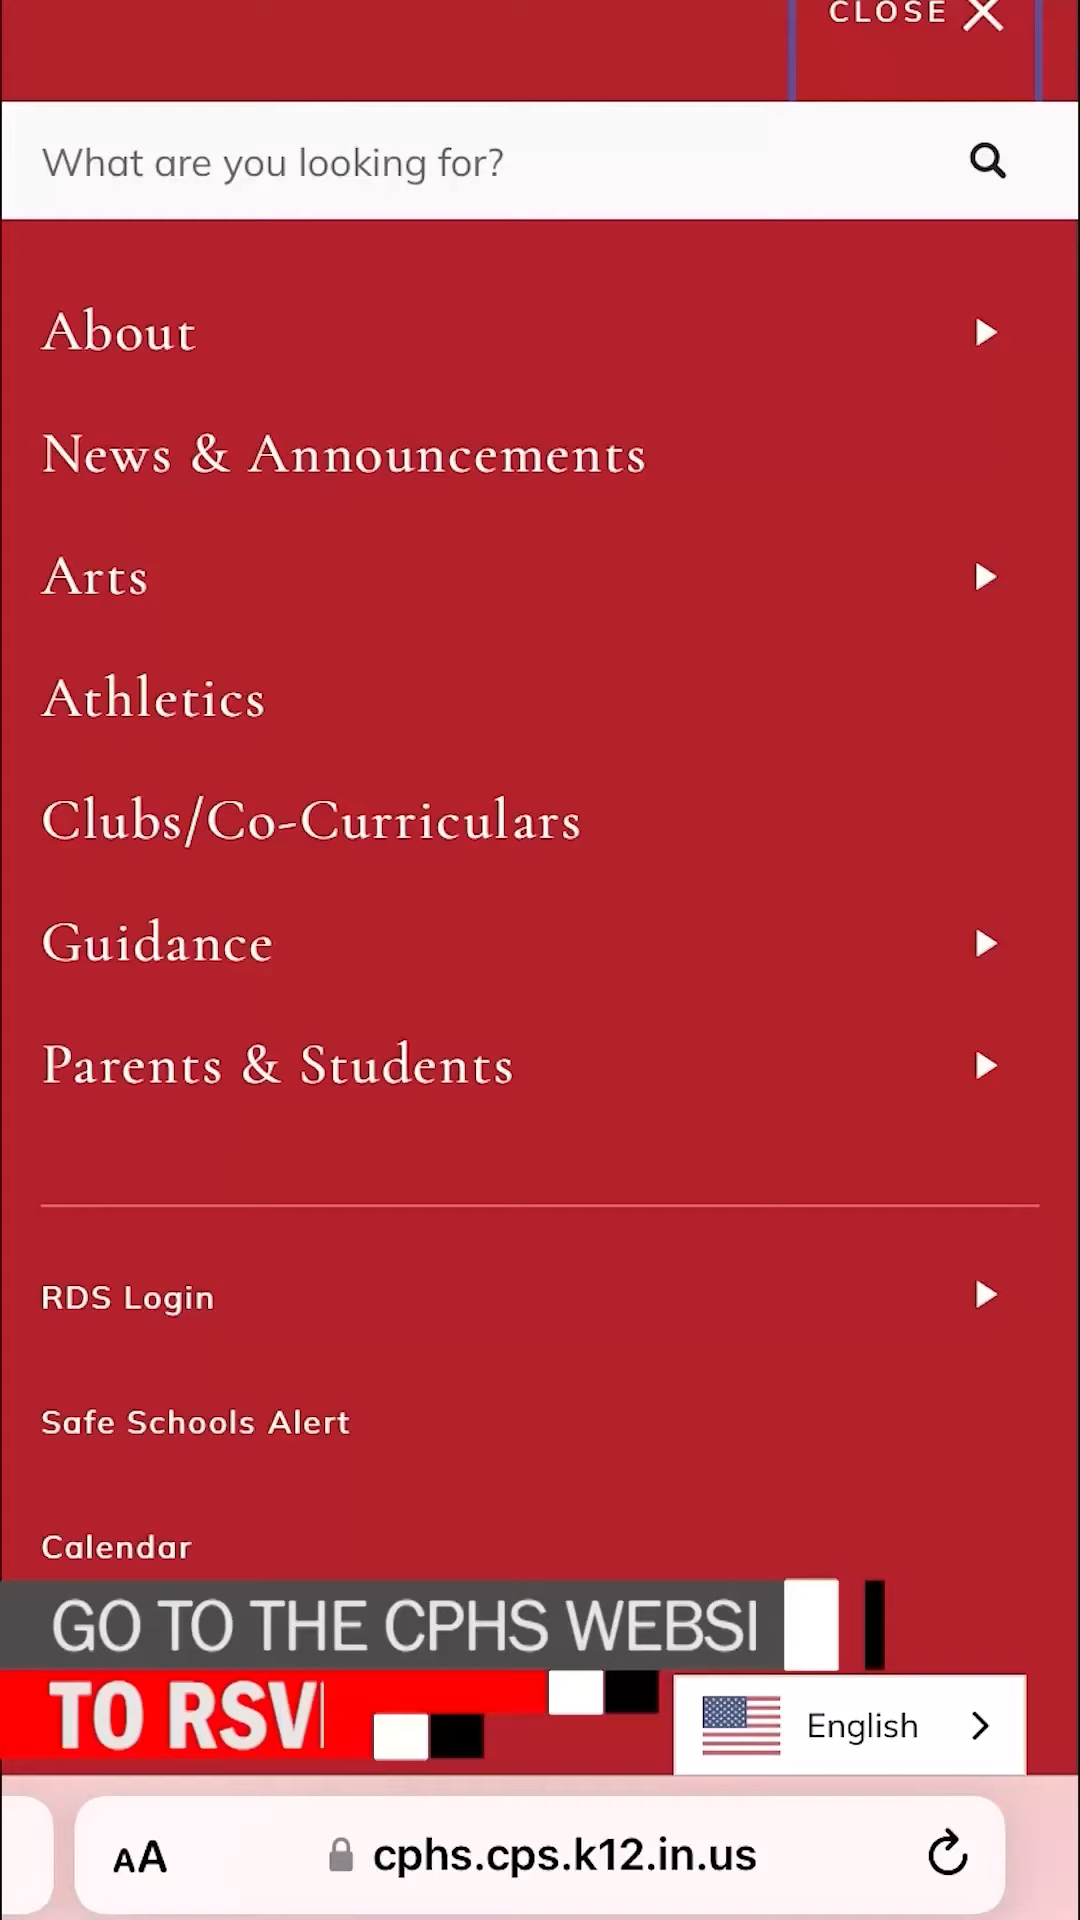 CLOSE
What are you looking for?
About
News & Announcements
Arts
Athletics
Clubs/Co-Curriculars
Guidance
Parents & Students
RDS Login
Safe Schools Alert
Calendar
GO TO THE CPHS WEBSI
TO RSV
English
AA cphs.cps.k12.in.us